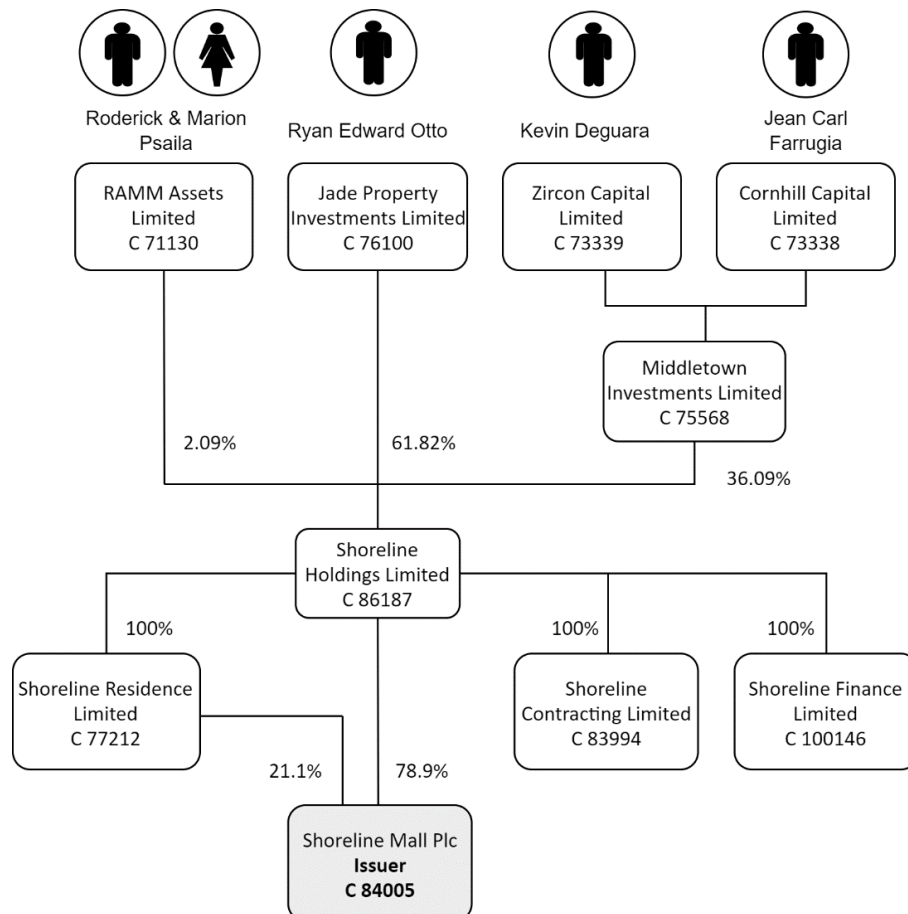 Roderick & Marion
Psaila
Ryan Edward Otto
Kevin Deguara
Jean Carl
Farrugia
RAMM Assets
Limited
C 71130
Jade Property
Investments Limited
C 76100
Zircon Capital
Limited
C 73339
Cornhill Capital
Limited
C 73338
Middletown
Investments Limited
C 75568
2.09%
61.82%
36.09%
Shoreline
Holdings Limited
C 86187
100%
100%
100%
Shoreline Residence
Limited
C 77212
Shoreline
Contracting Limited
C 83994
Shoreline Finance
Limited
C 100146
21.1%
78.9%
Shoreline Mall Plc
Issuer
C 84005